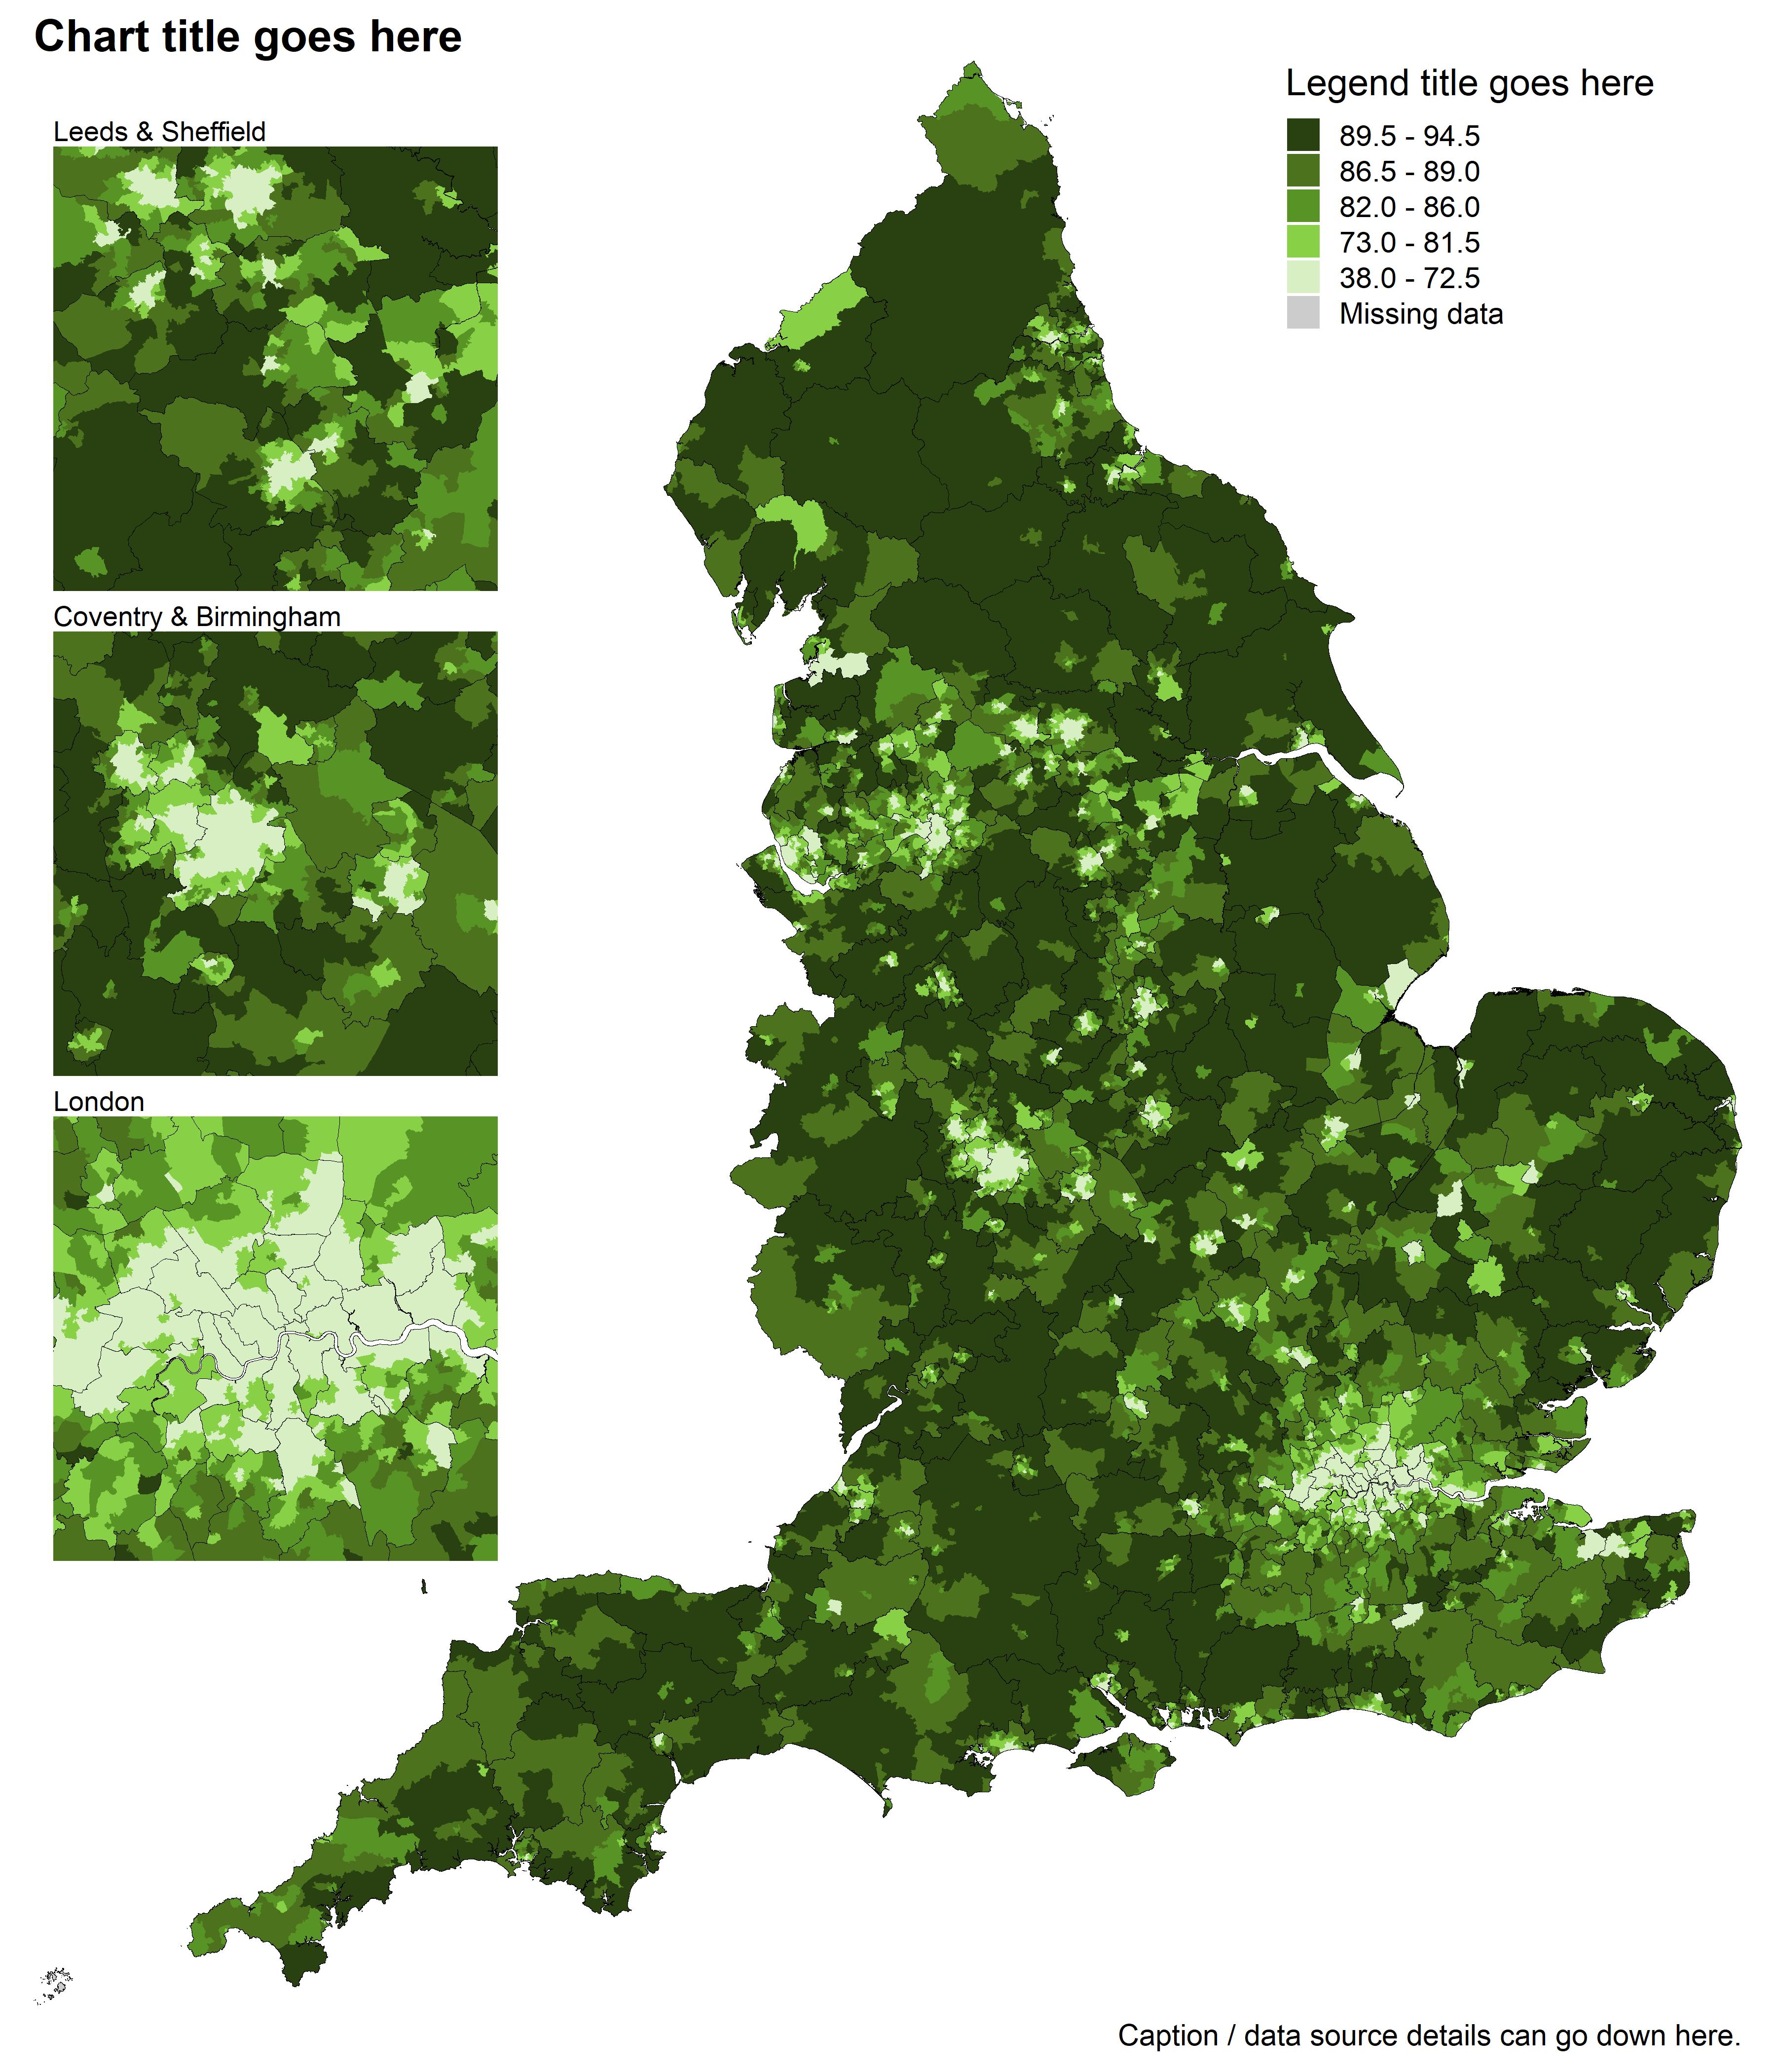 Chart title goes here
Legend title goes here
89.5 - 94.5
86.5 - 89.0
82.0 - 86.0
73.0 - 81.5
38.0 - 72.5
Missing data
Leeds & Sheffield
Coventry & Birmingham
London
Caption / data source details can go down here.